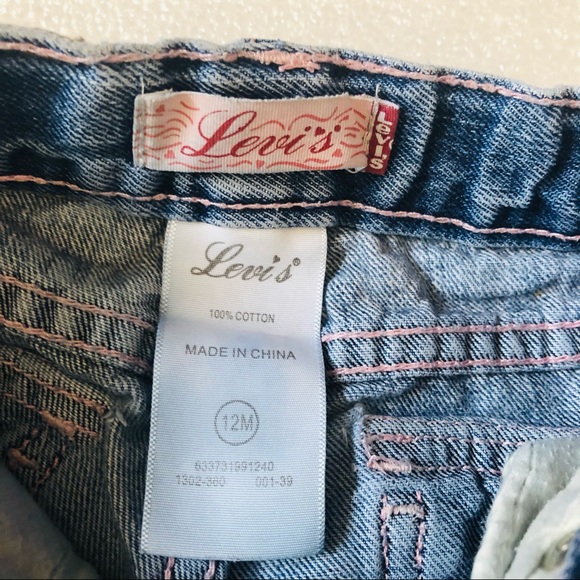 Levi's
LEVI'S
Levi's®
100% COTTON
MADE IN CHINA
12M
633731991240
1302-360 001-39